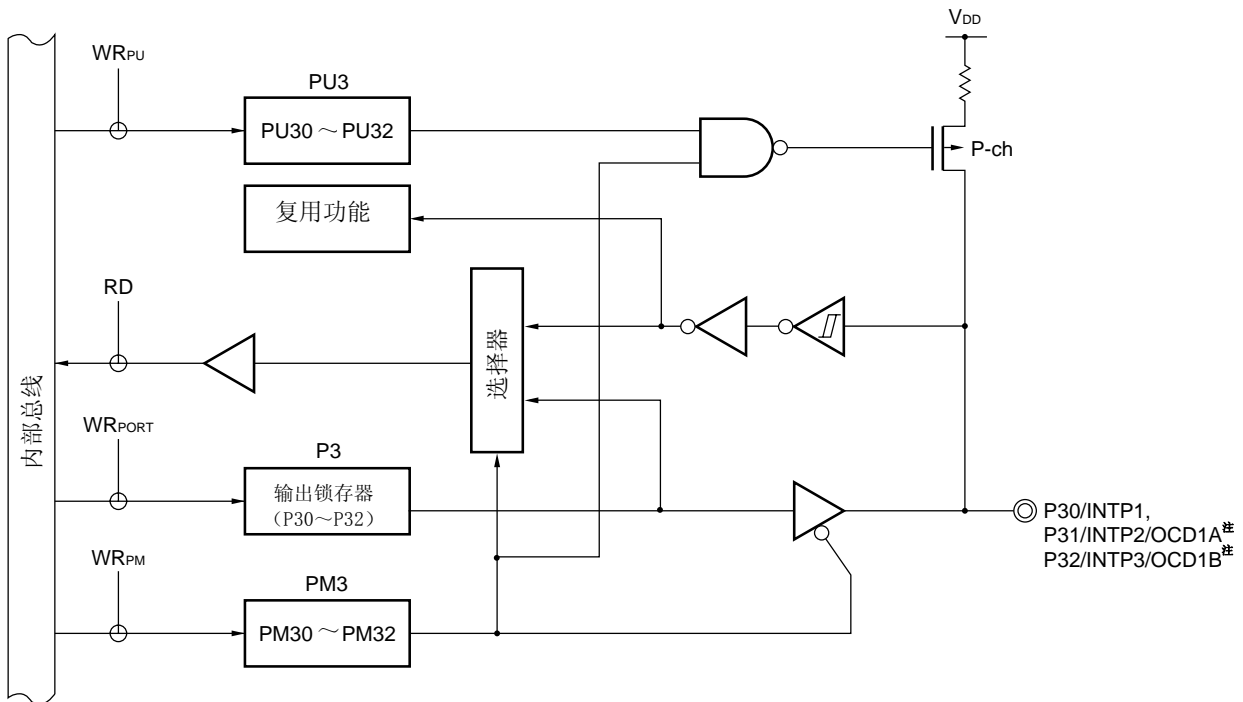 VDD
WRPU
PU3
PU30～PU32
P-ch
复用功能
RD
选择器
内部总线
WRPORT
P3
输出锁存器
（P30～P32）
P30/INTP1,
P31/INTP2/OCD1A注
P32/INTP3/OCD1B注
WRPM
PM3
PM30～PM32